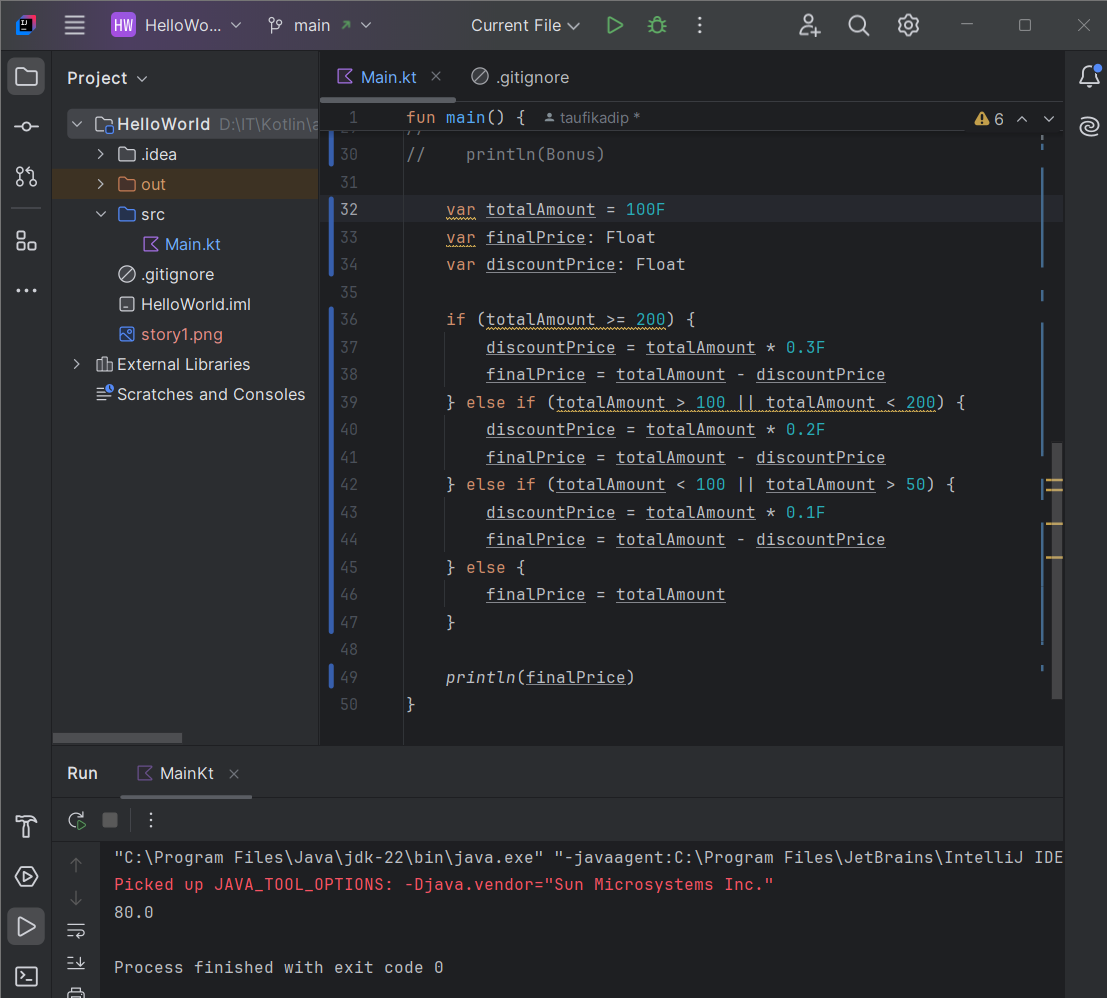 HW HelloWo... main Current File
Project
Main.kt .gitignore
HelloWorld D:\IT\Kotlin\a
.idea
out
src
Main.kt
.gitignore
HelloWorld.iml
story1.png
External Libraries
Scratches and Consoles
1 fun main() { taufikadip * 6
//
30 //    println(Bonus)
31
32     var totalAmount = 100F
33     var finalPrice: Float
34     var discountPrice: Float
35
36     if (totalAmount >= 200) {
37         discountPrice = totalAmount * 0.3F
38         finalPrice = totalAmount - discountPrice
39     } else if (totalAmount > 100 || totalAmount < 200) {
40         discountPrice = totalAmount * 0.2F
41         finalPrice = totalAmount - discountPrice
42     } else if (totalAmount < 100 || totalAmount > 50) {
43         discountPrice = totalAmount * 0.1F
44         finalPrice = totalAmount - discountPrice
45     } else {
46         finalPrice = totalAmount
47     }
48
49     println(finalPrice)
50 }
Run MainKt
"C:\Program Files\Java\jdk-22\bin\java.exe" "-javaagent:C:\Program Files\JetBrains\IntelliJ IDE
Picked up JAVA_TOOL_OPTIONS: -Djava.vendor="Sun Microsystems Inc."
80.0
Process finished with exit code 0